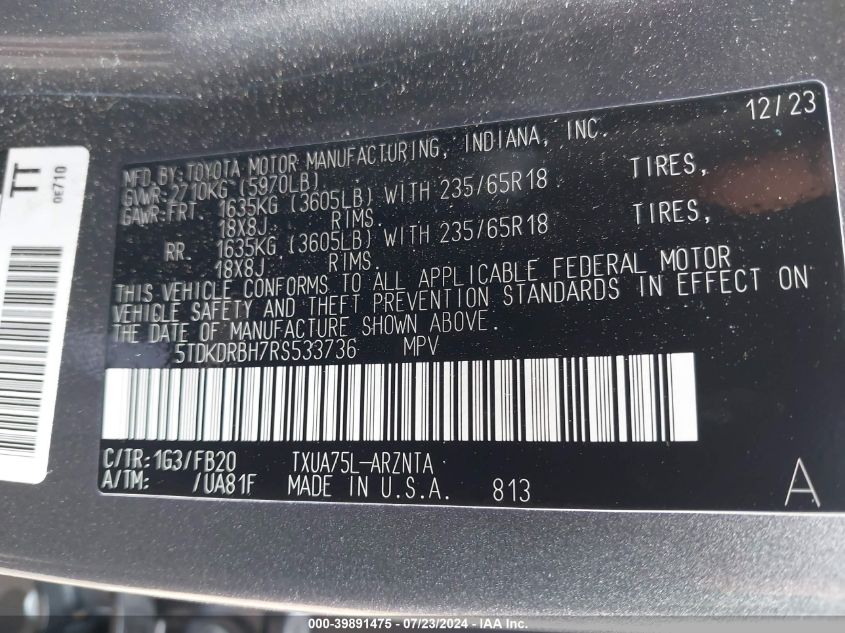 12/23
MFD.BY:TOYOTA MOTOR MANUFACTURING, INDIANA, INC.
GVWR:2710KG (5970LB)
GAWR:FRT. 1635KG (3605LB) WITH 235/65R18 TIRES,
18X8J. RIMS.
RR. 1635KG (3605LB) WITH 235/65R18 TIRES,
18X8J. RIMS.
THIS VEHICLE CONFORMS TO ALL APPLICABLE FEDERAL MOTOR
VEHICLE SAFETY AND THEFT PREVENTION STANDARDS IN EFFECT ON
THE DATE OF MANUFACTURE SHOWN ABOVE.
5TDKDRBH7RS533736 MPV
C/TR:1G3/FB20 TXUA75L-ARZNTA
A/TM: /UA81F MADE IN U.S.A. 813 A
TT
0E710
000-39891475 - 07/23/2024 - IAA Inc.